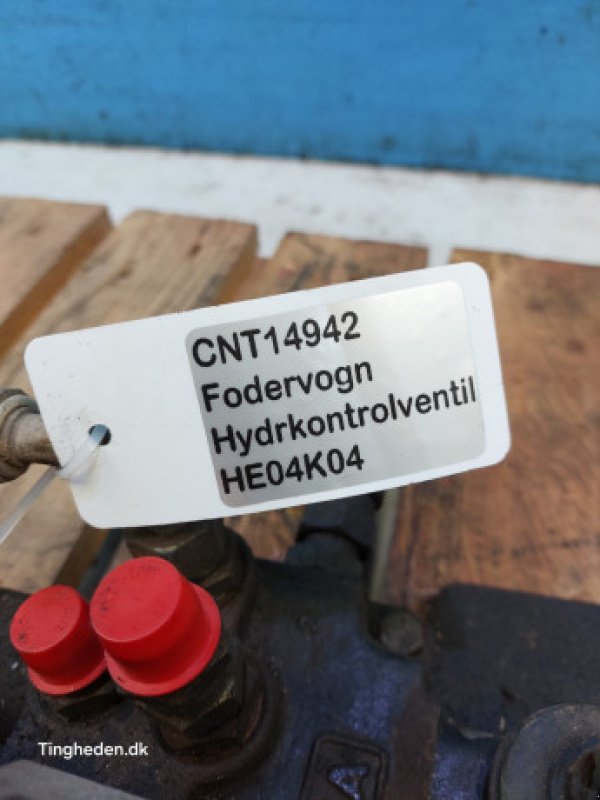 CNT14942
Fodervogn
Hydrkontrolventil
HE04K04
A
Tingheden.dk